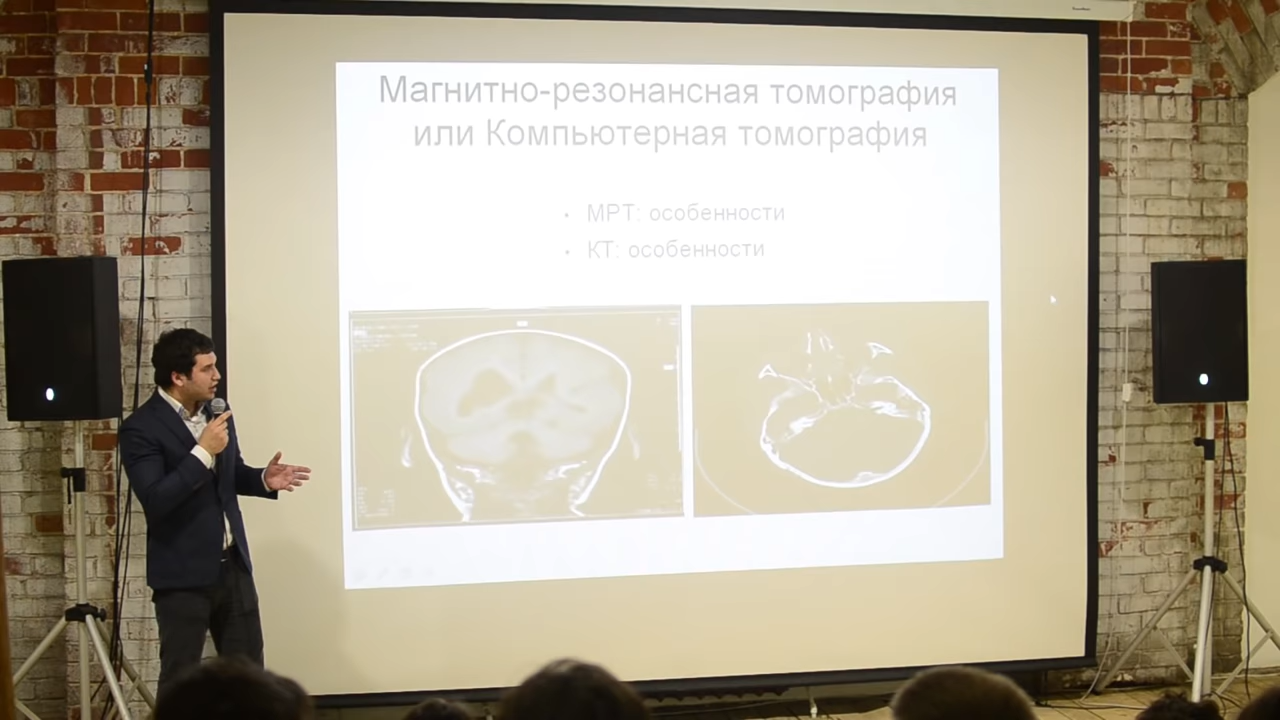 Магнитно-резонансная томография
или Компьютерная томография
• МРТ: особенности
• КТ: особенности